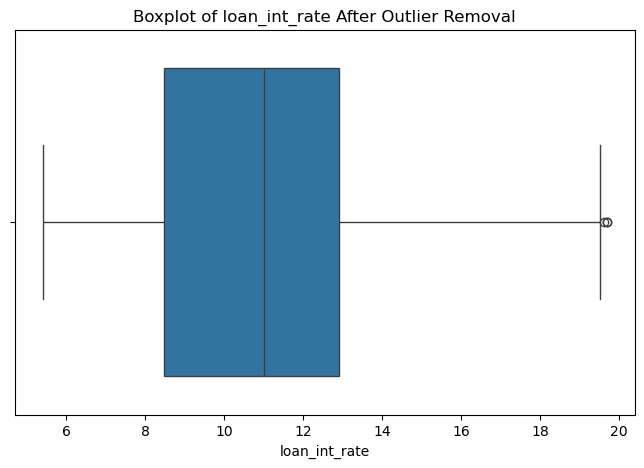 Boxplot of loan_int_rate After Outlier Removal
6 8 10 12 14 16 18 20
loan_int_rate